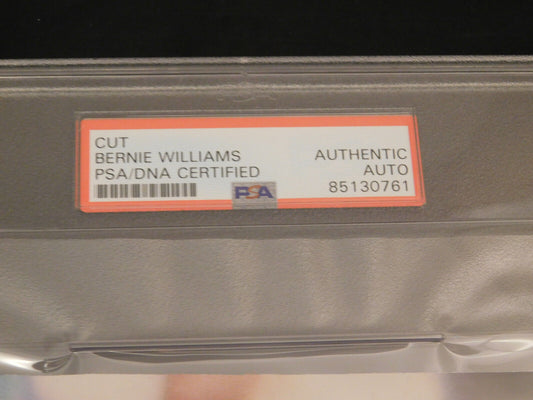 CUT
BERNIE WILLIAMS
PSA/DNA CERTIFIED
AUTHENTIC
AUTO
85130761
PSA